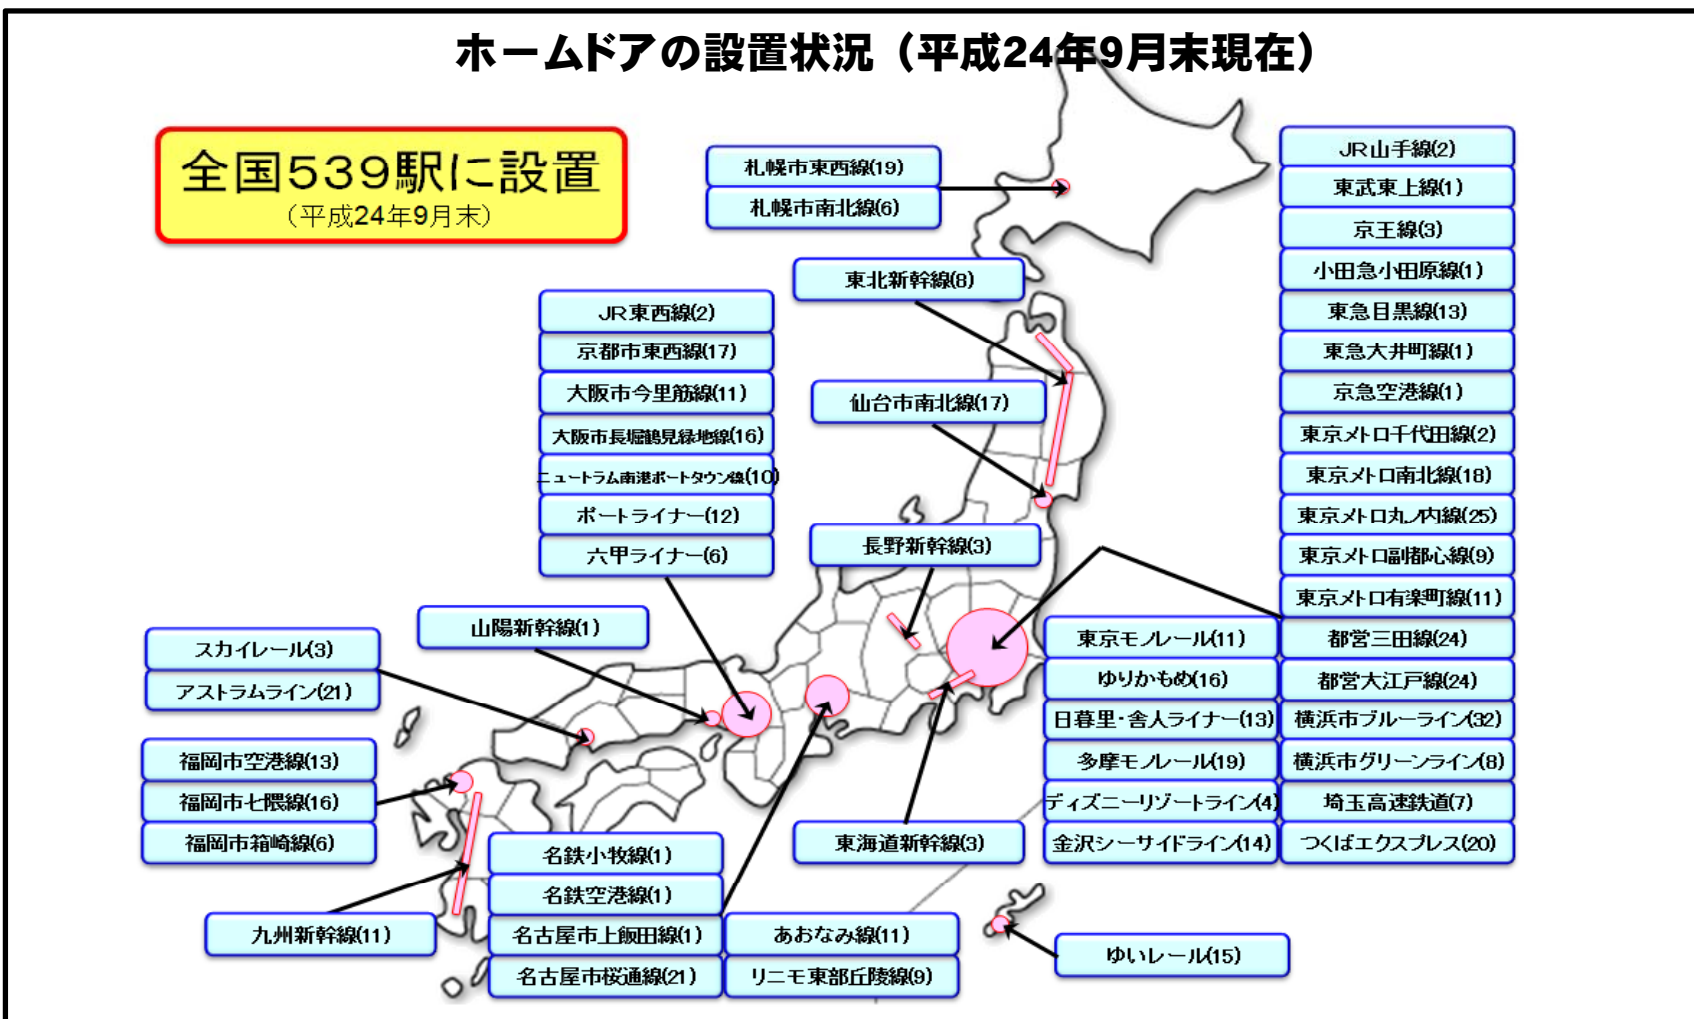 ホームドアの設置状況（平成24年9月末現在）
全国５３９駅に設置
（平成24年9月末）
札幌市東西線(19)
札幌市南北線(6)
東北新幹線(8)
仙台市南北線(17)
長野新幹線(3)
JR東西線(2)
京都市東西線(17)
大阪市今里筋線(11)
大阪市長堀鶴見緑地線(16)
ニュートラム南港ポートタウン線(10)
ポートライナー(12)
六甲ライナー(6)
山陽新幹線(1)
スカイレール(3)
アストラムライン(21)
福岡市空港線(13)
福岡市七隈線(16)
福岡市箱崎線(6)
九州新幹線(11)
名鉄小牧線(1)
名鉄空港線(1)
名古屋市上飯田線(1)
名古屋市桜通線(21)
あおなみ線(11)
リニモ東部丘陵線(9)
東海道新幹線(3)
ゆいレール(15)
JR山手線(2)
東武東上線(1)
京王線(3)
小田急小田原線(1)
東急目黒線(13)
東急大井町線(1)
京急空港線(1)
東京メトロ千代田線(2)
東京メトロ南北線(18)
東京メトロ丸ノ内線(25)
東京メトロ副都心線(9)
東京メトロ有楽町線(11)
都営三田線(24)
都営大江戸線(24)
横浜市ブルーライン(32)
横浜市グリーンライン(8)
埼玉高速鉄道(7)
つくばエクスプレス(20)
東京モノレール(11)
ゆりかもめ(16)
日暮里・舎人ライナー(13)
多摩モノレール(19)
ディズニーリゾートライン(4)
金沢シーサイドライン(14)